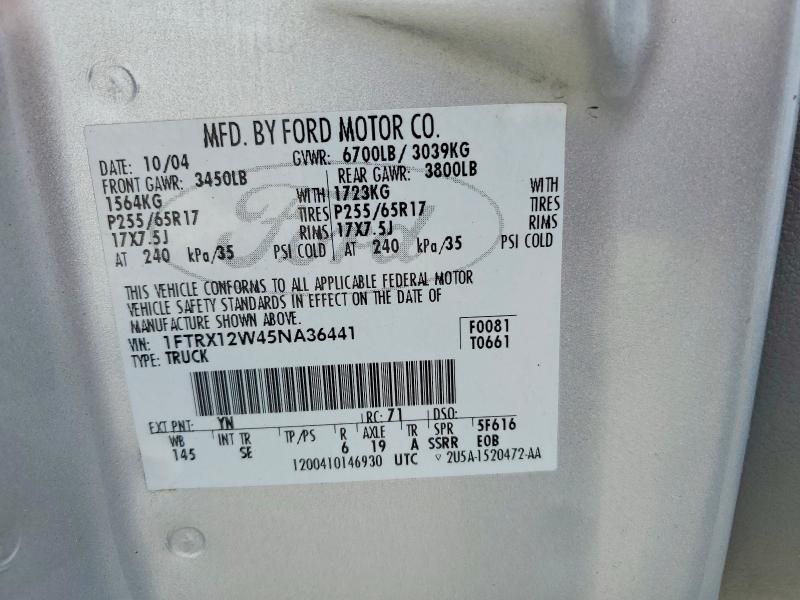 MFD. BY FORD MOTOR CO.
DATE: 10/04 GVWR: 6700LB/ 3039KG
FRONT GAWR: 3450LB REAR GAWR: 3800LB
1564KG WITH 1723KG WITH
P255/65R17 TIRES P255/65R17 TIRES
17X7.5J RIMS 17X7.5J RIMS
AT 240 kPa/35 PSI COLD AT 240 kPa/35 PSI COLD
Ford
THIS VEHICLE CONFORMS TO ALL APPLICABLE FEDERAL MOTOR
VEHICLE SAFETY STANDARDS IN EFFECT ON THE DATE OF
MANUFACTURE SHOWN ABOVE.
VIN: 1FTRX12W45NA36441 F0081
TYPE: TRUCK T0661
EXT PNT: YN RC: 71 DSO:
WB INT TR TP/PS R AXLE TR SPR 5F616
145 SE 6 19 A SSRR EOB
1200410146930 UTC ▽ 2U5A-1520472-AA